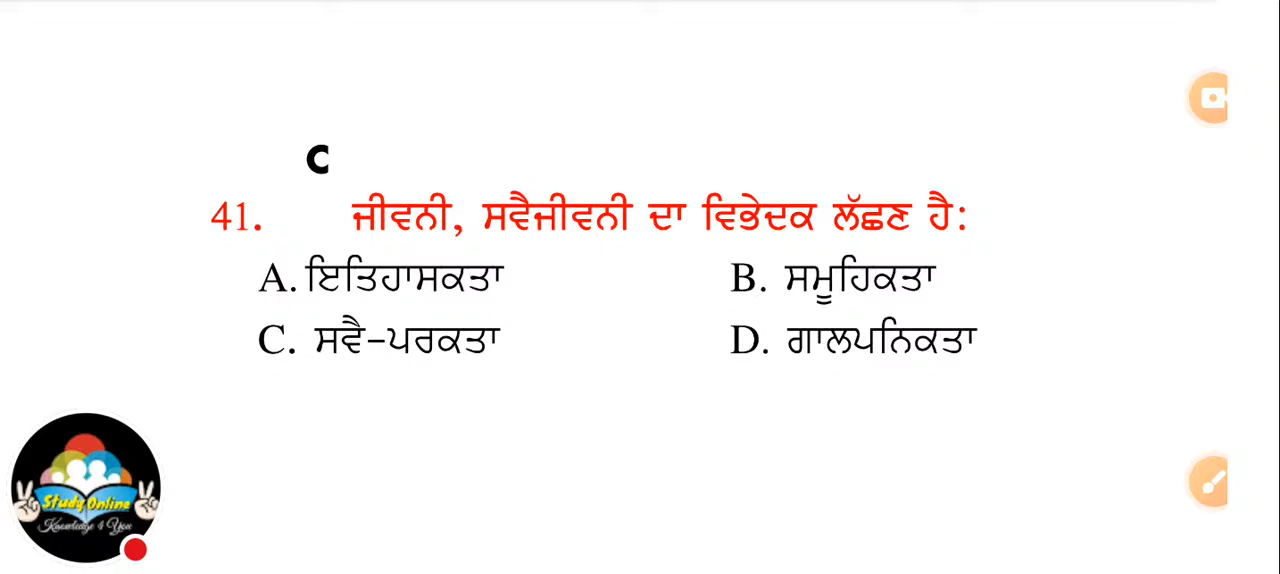 C
41. ਜੀਵਨੀ, ਸਵੈਜੀਵਨੀ ਦਾ ਵਿਭੇਦਕ ਲੱਛਣ ਹੈ:
A. ਇਤਿਹਾਸਕਤਾ B. ਸਮੂਹਿਕਤਾ
C. ਸਵੈ-ਪਰਕਤਾ D. ਗਾਲਪਨਿਕਤਾ
Study Online
Knowledge 4 You